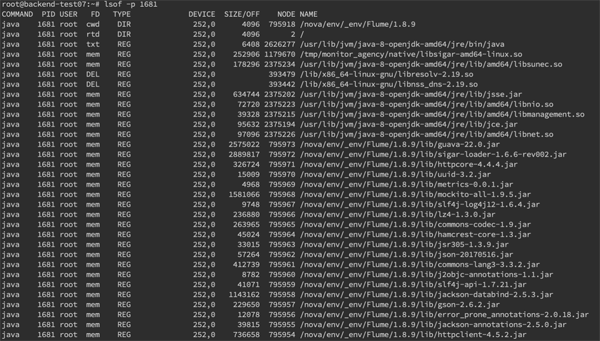 root@backend-test07:~# lsof -p 1681
COMMAND PID USER FD TYPE DEVICE SIZE/OFF NODE NAME
java 1681 root cwd DIR 252,0 4096 795918 /nova/env/_env/Flume/1.8.9
java 1681 root rtd DIR 252,0 4096 2 /
java 1681 root txt REG 252,0 6408 2626277 /usr/lib/jvm/java-8-openjdk-amd64/jre/bin/java
java 1681 root mem REG 252,0 252906 1179670 /tmp/monitor_agency/native/libsigar-amd64-linux.so
java 1681 root mem REG 252,0 178296 2375234 /usr/lib/jvm/java-8-openjdk-amd64/jre/lib/amd64/libsunec.so
java 1681 root DEL REG 252,0 393479 /lib/x86_64-linux-gnu/libresolv-2.19.so
java 1681 root DEL REG 252,0 393442 /lib/x86_64-linux-gnu/libnss_dns-2.19.so
java 1681 root mem REG 252,0 634744 2375202 /usr/lib/jvm/java-8-openjdk-amd64/jre/lib/jsse.jar
java 1681 root mem REG 252,0 72720 2375223 /usr/lib/jvm/java-8-openjdk-amd64/jre/lib/amd64/libnio.so
java 1681 root mem REG 252,0 39328 2375215 /usr/lib/jvm/java-8-openjdk-amd64/jre/lib/amd64/libmanagement.so
java 1681 root mem REG 252,0 95632 2375194 /usr/lib/jvm/java-8-openjdk-amd64/jre/lib/jce.jar
java 1681 root mem REG 252,0 97096 2375226 /usr/lib/jvm/java-8-openjdk-amd64/jre/lib/amd64/libnet.so
java 1681 root mem REG 252,0 2575022 795973 /nova/env/_env/Flume/1.8.9/lib/guava-22.0.jar
java 1681 root mem REG 252,0 2889817 795972 /nova/env/_env/Flume/1.8.9/lib/sigar-loader-1.6.6-rev002.jar
java 1681 root mem REG 252,0 326724 795971 /nova/env/_env/Flume/1.8.9/lib/httpcore-4.4.4.jar
java 1681 root mem REG 252,0 15009 795970 /nova/env/_env/Flume/1.8.9/lib/uuid-3.2.jar
java 1681 root mem REG 252,0 4968 795969 /nova/env/_env/Flume/1.8.9/lib/metrics-0.0.1.jar
java 1681 root mem REG 252,0 1581066 795968 /nova/env/_env/Flume/1.8.9/lib/mockito-all-1.9.5.jar
java 1681 root mem REG 252,0 9748 795967 /nova/env/_env/Flume/1.8.9/lib/slf4j-log4j12-1.6.4.jar
java 1681 root mem REG 252,0 236880 795966 /nova/env/_env/Flume/1.8.9/lib/lz4-1.3.0.jar
java 1681 root mem REG 252,0 263965 795965 /nova/env/_env/Flume/1.8.9/lib/commons-codec-1.9.jar
java 1681 root mem REG 252,0 45024 795964 /nova/env/_env/Flume/1.8.9/lib/hamcrest-core-1.3.jar
java 1681 root mem REG 252,0 33015 795963 /nova/env/_env/Flume/1.8.9/lib/jsr305-1.3.9.jar
java 1681 root mem REG 252,0 57264 795962 /nova/env/_env/Flume/1.8.9/lib/json-20170516.jar
java 1681 root mem REG 252,0 412739 795961 /nova/env/_env/Flume/1.8.9/lib/commons-lang3-3.3.2.jar
java 1681 root mem REG 252,0 8782 795960 /nova/env/_env/Flume/1.8.9/lib/j2objc-annotations-1.1.jar
java 1681 root mem REG 252,0 41071 795959 /nova/env/_env/Flume/1.8.9/lib/slf4j-api-1.7.21.jar
java 1681 root mem REG 252,0 1143162 795958 /nova/env/_env/Flume/1.8.9/lib/jackson-databind-2.5.3.jar
java 1681 root mem REG 252,0 229650 795957 /nova/env/_env/Flume/1.8.9/lib/gson-2.6.2.jar
java 1681 root mem REG 252,0 12078 795956 /nova/env/_env/Flume/1.8.9/lib/error_prone_annotations-2.0.18.jar
java 1681 root mem REG 252,0 39815 795955 /nova/env/_env/Flume/1.8.9/lib/jackson-annotations-2.5.0.jar
java 1681 root mem REG 252,0 736658 795954 /nova/env/_env/Flume/1.8.9/lib/httpclient-4.5.2.jar